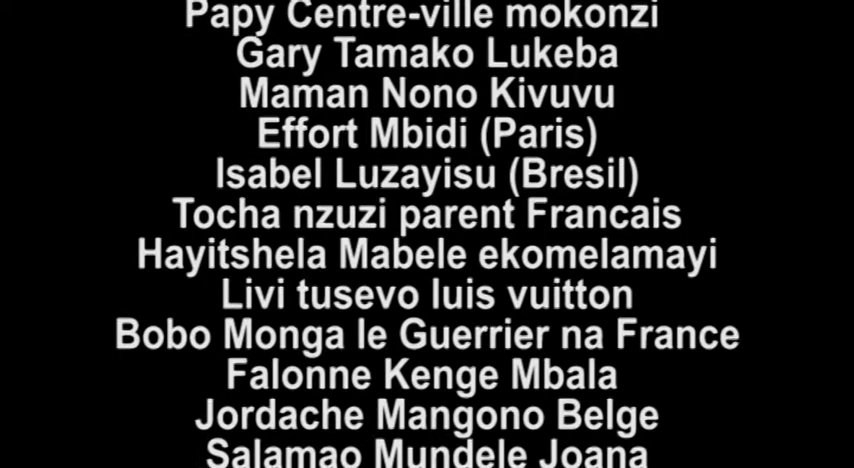 Papy Centre-ville mokonzi
Gary Tamako Lukeba
Maman Nono Kivuvu
Effort Mbidi (Paris)
Isabel Luzayisu (Bresil)
Tocha nzuzi parent Francais
Hayitshela Mabele ekomelamayi
Livi tusevo luis vuitton
Bobo Monga le Guerrier na France
Falonne Kenge Mbala
Jordache Mangono Belge
Salamao Mundele Joana